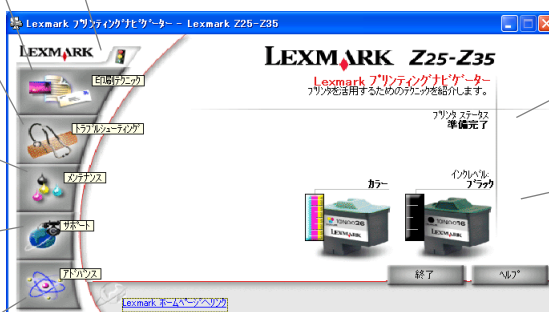 Lexmark プリンティングナビゲーター - Lexmark Z25-Z35
LEXMARK
LEXMARK Z25-Z35
Lexmark プリンティングナビゲーター
プリンタを活用するためのテクニックを紹介します。
印刷テクニック
プリンタ ステータス
準備完了
トラブルシューティング
メンテナンス
インクレベル:
カラー
ブラック
サポート
10N0026
10N0016
LEXMARK
LEXMARK
アドバンス
終了
ヘルプ
Lexmark ホームページへリンク